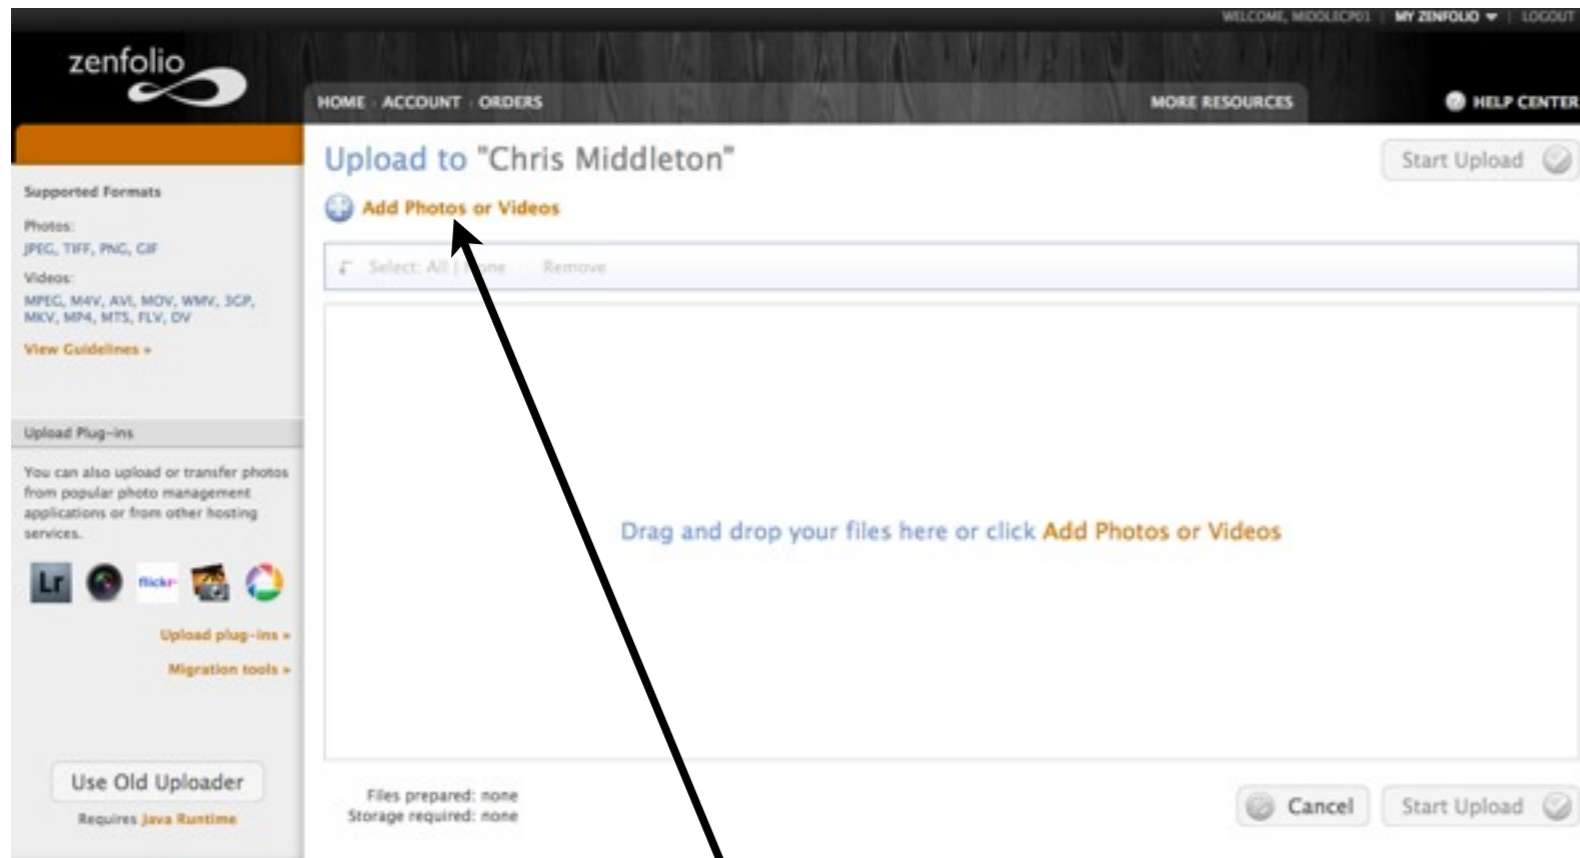 WELCOME, MIDDLECP01 | MY ZENFOLIO | LOGOUT
zenfolio
HOME ACCOUNT ORDERS
MORE RESOURCES
HELP CENTER
Supported Formats
Photos:
JPEG, TIFF, PNG, GIF
Videos:
MPEG, M4V, AVI, MOV, WMV, 3GP,
MKV, MP4, MTS, FLV, DV
View Guidelines »
Upload Plug-ins
You can also upload or transfer photos
from popular photo management
applications or from other hosting
services.
Lr
flickr
Upload plug-ins »
Migration tools »
Use Old Uploader
Requires Java Runtime
Upload to "Chris Middleton"
Start Upload
Add Photos or Videos
Select: All | None Remove
Drag and drop your files here or click Add Photos or Videos
Files prepared: none
Storage required: none
Cancel
Start Upload